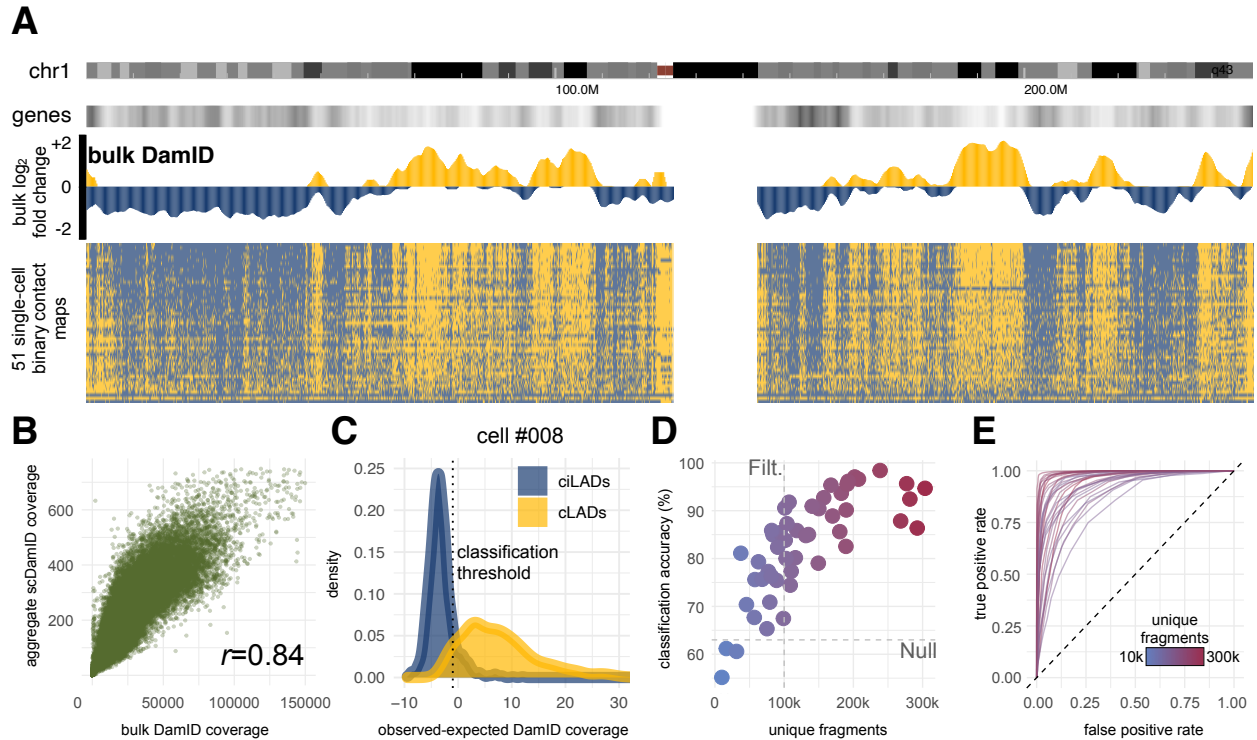 A
chr1
q43
100.0M
200.0M
genes
+2
0
-2
bulk log2
fold change
bulk DamID
51 single-cell
binary contact
maps
B
aggregate scDamID coverage
600
400
200
r=0.84
0
50000
100000
150000
bulk DamID coverage
C
cell #008
density
0.25
0.20
0.15
0.10
0.05
0.00
ciLADs
cLADs
classification
threshold
−10
0
10
20
30
observed-expected DamID coverage
D
classification accuracy (%)
100
90
80
70
60
Filt.
Null
0
100k
200k
300k
unique fragments
E
true positive rate
1.00
0.75
0.50
0.25
0.00
unique
fragments
10k
300k
0.00
0.25
0.50
0.75
1.00
false positive rate